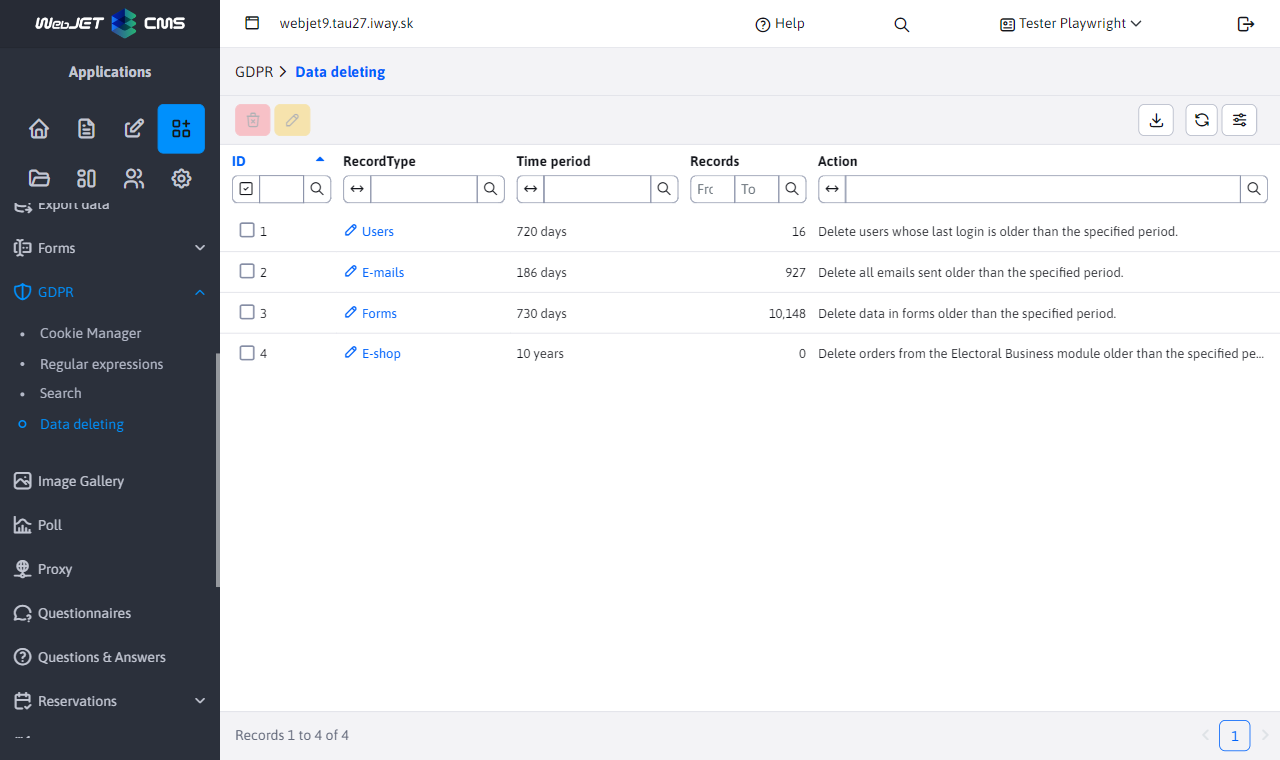 WebJET CMS
webjet9.tau27.iway.sk
Help
Tester Playwright
Applications
GDPR
Data deleting
ID
RecordType
Time period
Records
Action
To
1
Users
720 days
16
Delete users whose last login is older than the specified period.
2
E-mails
186 days
927
Delete all emails sent older than the specified period.
3
Forms
730 days
10,148
Delete data in forms older than the specified period.
4
E-shop
10 years
0
Delete orders from the Electoral Business module older than the specified pe...
Export data
Forms
GDPR
Cookie Manager
Regular expressions
Search
Data deleting
Image Gallery
Poll
Proxy
Questionnaires
Questions & Answers
Reservations
Records 1 to 4 of 4
1